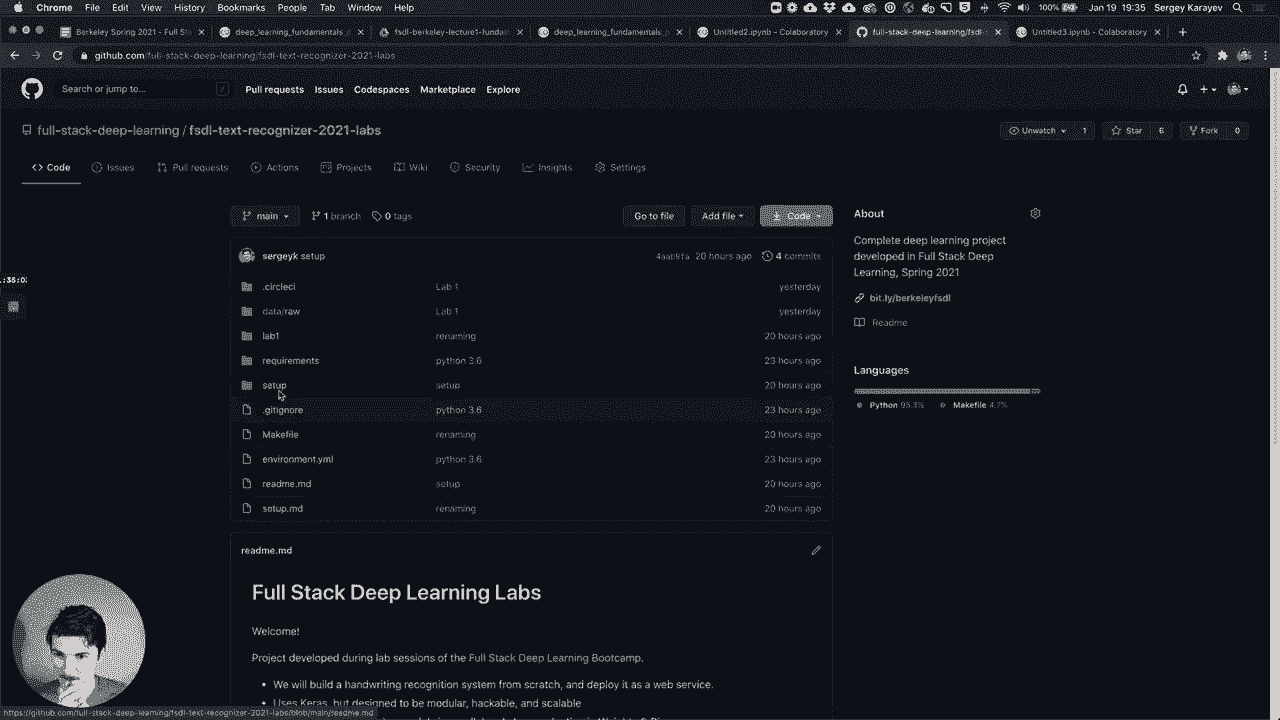 Chrome File Edit View History Bookmarks People Tab Window Help 100% Jan 19 19:35 Sergey Karayev
Berkeley Spring 2021 - Full St deep_learning_fundamentals_ fsdl-berkeley-lecture1-fundam deep_learning_fundamentals_p Untitled2.ipynb - Colaboratory full-stack-deep-learning/fsdl- Untitled3.ipynb - Colaboratory
github.com/full-stack-deep-learning/fsdl-text-recognizer-2021-labs
Search or jump to... / Pull requests Issues Codespaces Marketplace Explore
full-stack-deep-learning / fsdl-text-recognizer-2021-labs Unwatch 1 Star 6 Fork 0
Code Issues Pull requests Actions Projects Wiki Security Insights Settings
main 1 branch 0 tags Go to file Add file Code
sergeyk setup 20 hours ago 4 commits
.circleci Lab 1 yesterday
data/raw Lab 1 yesterday
lab1 renaming 20 hours ago
requirements python 3.6 23 hours ago
setup setup 20 hours ago
.gitignore python 3.6 23 hours ago
Makefile renaming 20 hours ago
environment.yml python 3.6 23 hours ago
readme.md setup 20 hours ago
setup.md renaming 20 hours ago
About
Complete deep learning project
developed in Full Stack Deep
Learning, Spring 2021
bit.ly/berkeleyfsdl
Readme
Languages
Python 95.3% Makefile 4.7%
readme.md
Full Stack Deep Learning Labs
Welcome!
Project developed during lab sessions of the Full Stack Deep Learning Bootcamp.
• We will build a handwriting recognition system from scratch, and deploy it as a web service.
• Uses Keras, but designed to be modular, hackable, and scalable
https://github.com/full-stack-deep-learning/fsdl-text-recognizer-2021-labs/blob/main/readme.md